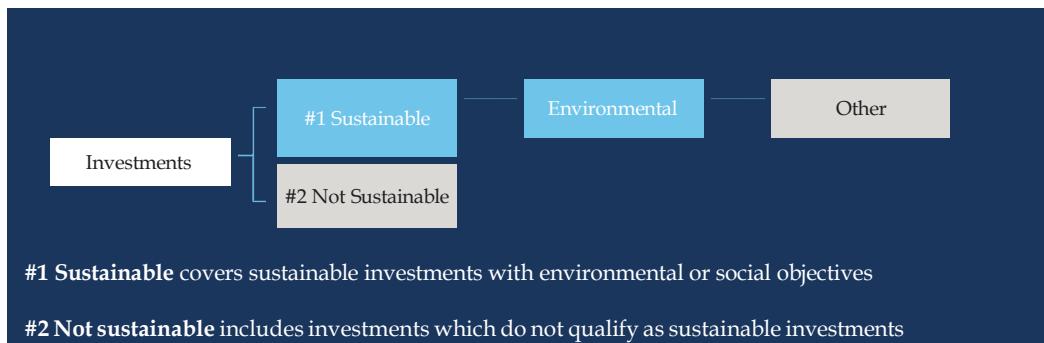 #1 Sustainable
Environmental
Other
Investments
#2 Not Sustainable
#1 Sustainable covers sustainable investments with environmental or social objectives
#2 Not sustainable includes investments which do not qualify as sustainable investments